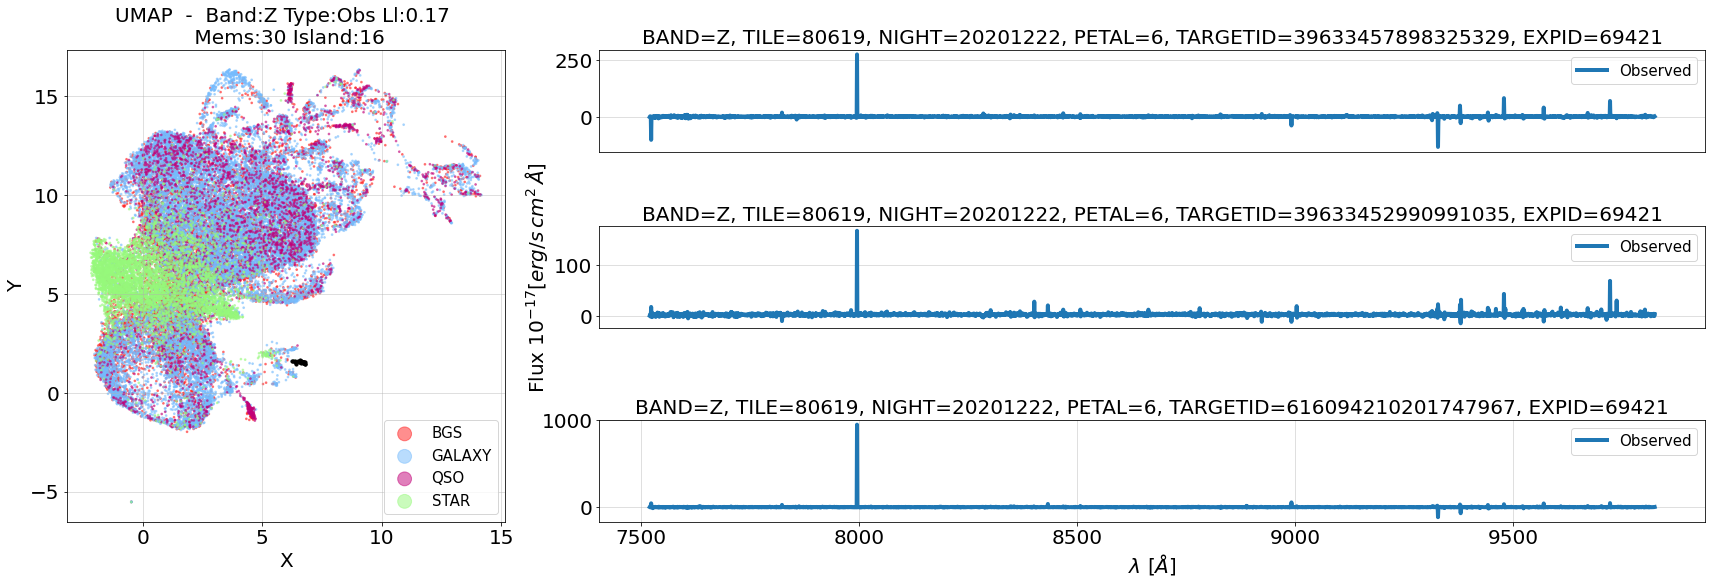 UMAP - Band:Z Type:Obs Ll:0.17
Mems:30 Island:16
Y
15
10
5
0
−5
0
5
10
15
X
BGS
GALAXY
QSO
STAR
Flux 10⁻¹⁷[erg/s cm² Å]
BAND=Z, TILE=80619, NIGHT=20201222, PETAL=6, TARGETID=39633457898325329, EXPID=69421
250
0
Observed
BAND=Z, TILE=80619, NIGHT=20201222, PETAL=6, TARGETID=39633452990991035, EXPID=69421
100
0
Observed
BAND=Z, TILE=80619, NIGHT=20201222, PETAL=6, TARGETID=616094210201747967, EXPID=69421
1000
0
Observed
7500
8000
8500
9000
9500
λ [Å]